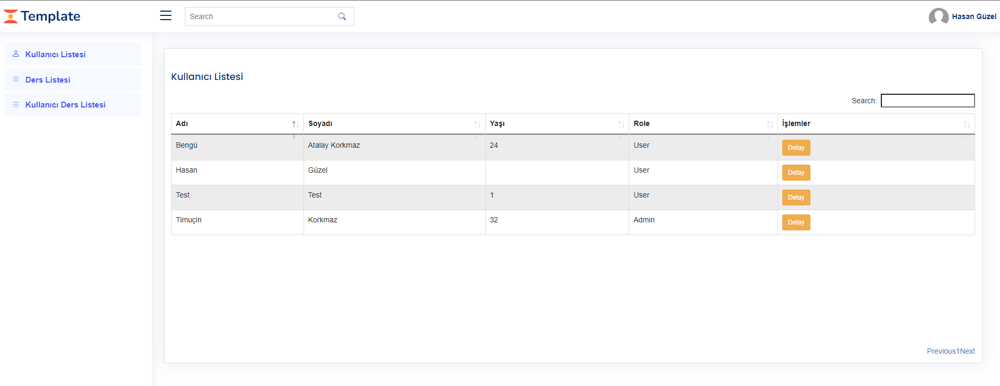 Template
Search
Hasan Güzel
Kullanıcı Listesi
Ders Listesi
Kullanıcı Ders Listesi
Kullanıcı Listesi
Search:
Adı Soyadı Yaşı Role İşlemler
Bengü Atalay Korkmaz 24 User Detay
Hasan Güzel User Detay
Test Test 1 User Detay
Timuçin Korkmaz 32 Admin Detay
Previous1Next